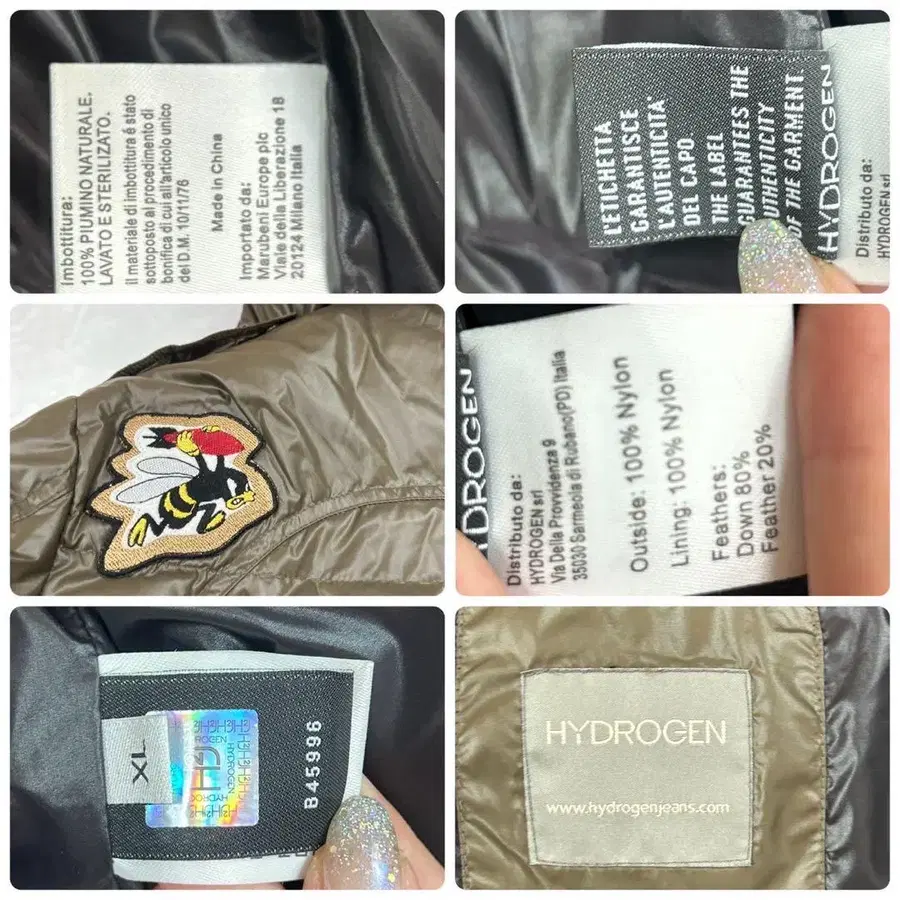 Imbottitura:
100% PIUMINO NATURALE.
LAVATO E STERILIZATO.
Il materiale di imbottitura é stato
sottoposto al procedimento di
bonifica di cui all'articolo unico
del D.M. 10/11/76
Made in China
Importato da:
Marubeni Europe plc
Viale della Liberazione 18
20124 Milano Italia
L'ETICHETA
GARANTISCE
L'AUTENTICITA'
DEL CAPO
THE LABEL
GUARANTEES THE
AUTHENTICITY
OF THE GARMENT
HYDROGEN
Distributo da:
HYDROGEN srl
HYDROGEN
Distributo da:
HYDROGEN srl
Via Della Provvidenza 9
35030 Sarmeola di Rubano(PD) Italia
Outside: 100% Nylon
Lining: 100% Nylon
Feathers:
Down 80%
Feather 20%
XL
HYDROGEN
B45996
HYDROGEN
www.hydrogenjeans.com